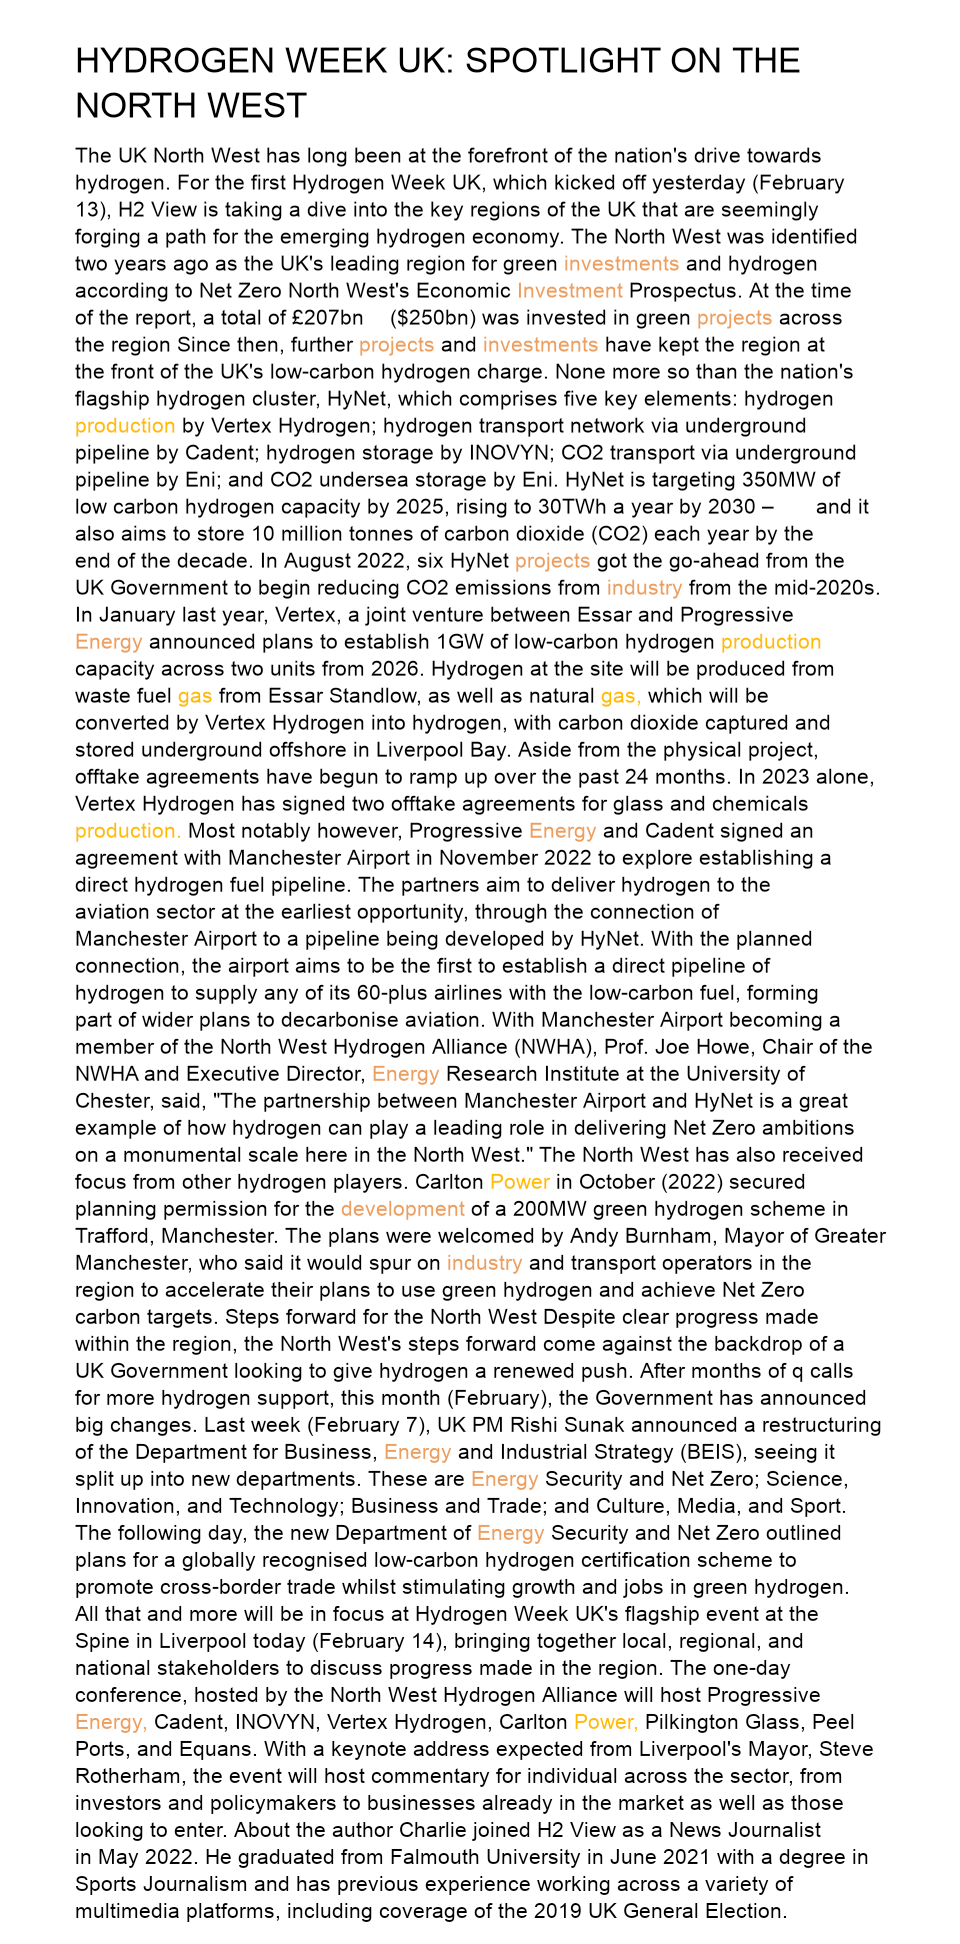 HYDROGEN WEEK UK: SPOTLIGHT ON THE
NORTH WEST
The UK North West has long been at the forefront of the nation's drive towards
hydrogen. For the first Hydrogen Week UK, which kicked off yesterday (February
13), H2 View is taking a dive into the key regions of the UK that are seemingly
forging a path for the emerging hydrogen economy. The North West was identified
two years ago as the UK's leading region for green investments and hydrogen
according to Net Zero North West's Economic Investment Prospectus. At the time
of the report, a total of £207bn ($250bn) was invested in green projects across
the region Since then, further projects and investments have kept the region at
the front of the UK's low-carbon hydrogen charge. None more so than the nation's
flagship hydrogen cluster, HyNet, which comprises five key elements: hydrogen
production by Vertex Hydrogen; hydrogen transport network via underground
pipeline by Cadent; hydrogen storage by INOVYN; CO2 transport via underground
pipeline by Eni; and CO2 undersea storage by Eni. HyNet is targeting 350MW of
low carbon hydrogen capacity by 2025, rising to 30TWh a year by 2030 – and it
also aims to store 10 million tonnes of carbon dioxide (CO2) each year by the
end of the decade. In August 2022, six HyNet projects got the go-ahead from the
UK Government to begin reducing CO2 emissions from industry from the mid-2020s.
In January last year, Vertex, a joint venture between Essar and Progressive
Energy announced plans to establish 1GW of low-carbon hydrogen production
capacity across two units from 2026. Hydrogen at the site will be produced from
waste fuel gas from Essar Standlow, as well as natural gas, which will be
converted by Vertex Hydrogen into hydrogen, with carbon dioxide captured and
stored underground offshore in Liverpool Bay. Aside from the physical project,
offtake agreements have begun to ramp up over the past 24 months. In 2023 alone,
Vertex Hydrogen has signed two offtake agreements for glass and chemicals
production. Most notably however, Progressive Energy and Cadent signed an
agreement with Manchester Airport in November 2022 to explore establishing a
direct hydrogen fuel pipeline. The partners aim to deliver hydrogen to the
aviation sector at the earliest opportunity, through the connection of
Manchester Airport to a pipeline being developed by HyNet. With the planned
connection, the airport aims to be the first to establish a direct pipeline of
hydrogen to supply any of its 60-plus airlines with the low-carbon fuel, forming
part of wider plans to decarbonise aviation. With Manchester Airport becoming a
member of the North West Hydrogen Alliance (NWHA), Prof. Joe Howe, Chair of the
NWHA and Executive Director, Energy Research Institute at the University of
Chester, said, "The partnership between Manchester Airport and HyNet is a great
example of how hydrogen can play a leading role in delivering Net Zero ambitions
on a monumental scale here in the North West." The North West has also received
focus from other hydrogen players. Carlton Power in October (2022) secured
planning permission for the development of a 200MW green hydrogen scheme in
Trafford, Manchester. The plans were welcomed by Andy Burnham, Mayor of Greater
Manchester, who said it would spur on industry and transport operators in the
region to accelerate their plans to use green hydrogen and achieve Net Zero
carbon targets. Steps forward for the North West Despite clear progress made
within the region, the North West's steps forward come against the backdrop of a
UK Government looking to give hydrogen a renewed push. After months of q calls
for more hydrogen support, this month (February), the Government has announced
big changes. Last week (February 7), UK PM Rishi Sunak announced a restructuring
of the Department for Business, Energy and Industrial Strategy (BEIS), seeing it
split up into new departments. These are Energy Security and Net Zero; Science,
Innovation, and Technology; Business and Trade; and Culture, Media, and Sport.
The following day, the new Department of Energy Security and Net Zero outlined
plans for a globally recognised low-carbon hydrogen certification scheme to
promote cross-border trade whilst stimulating growth and jobs in green hydrogen.
All that and more will be in focus at Hydrogen Week UK's flagship event at the
Spine in Liverpool today (February 14), bringing together local, regional, and
national stakeholders to discuss progress made in the region. The one-day
conference, hosted by the North West Hydrogen Alliance will host Progressive
Energy, Cadent, INOVYN, Vertex Hydrogen, Carlton Power, Pilkington Glass, Peel
Ports, and Equans. With a keynote address expected from Liverpool's Mayor, Steve
Rotherham, the event will host commentary for individual across the sector, from
investors and policymakers to businesses already in the market as well as those
looking to enter. About the author Charlie joined H2 View as a News Journalist
in May 2022. He graduated from Falmouth University in June 2021 with a degree in
Sports Journalism and has previous experience working across a variety of
multimedia platforms, including coverage of the 2019 UK General Election.